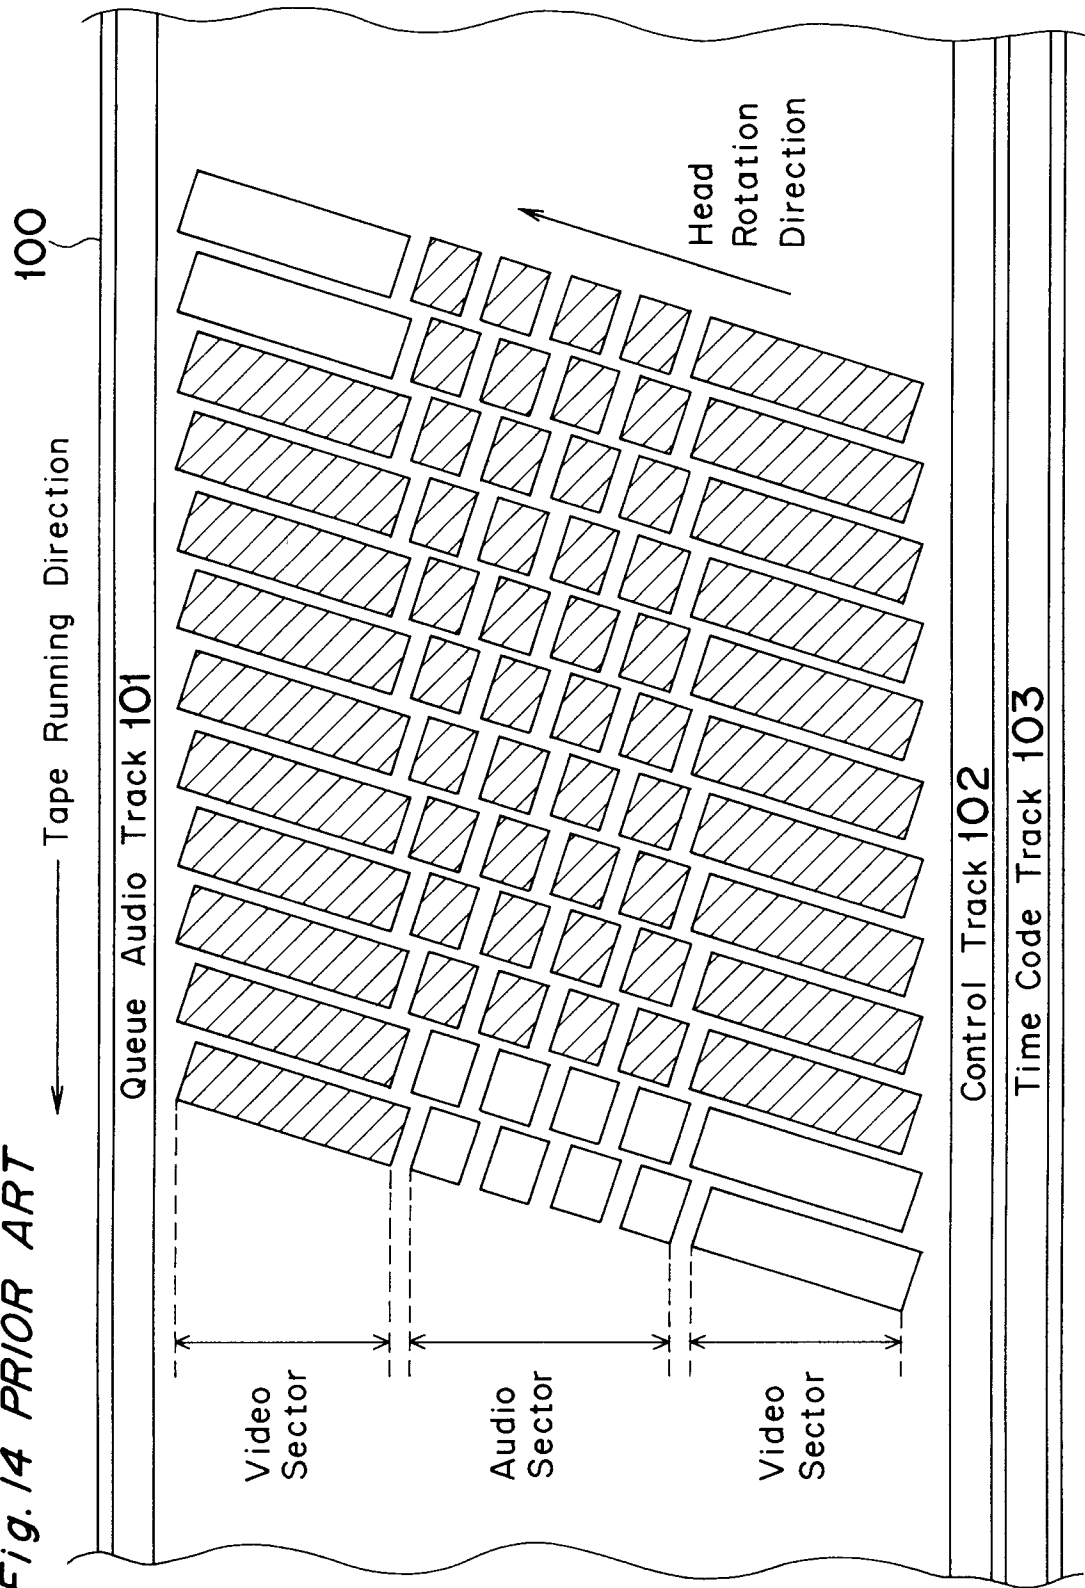 Fig. 14 PRIOR ART
100
Tape Running Direction
Queue Audio Track 101
Video
Sector
Audio
Sector
Video
Sector
Head
Rotation
Direction
Control Track 102
Time Code Track 103